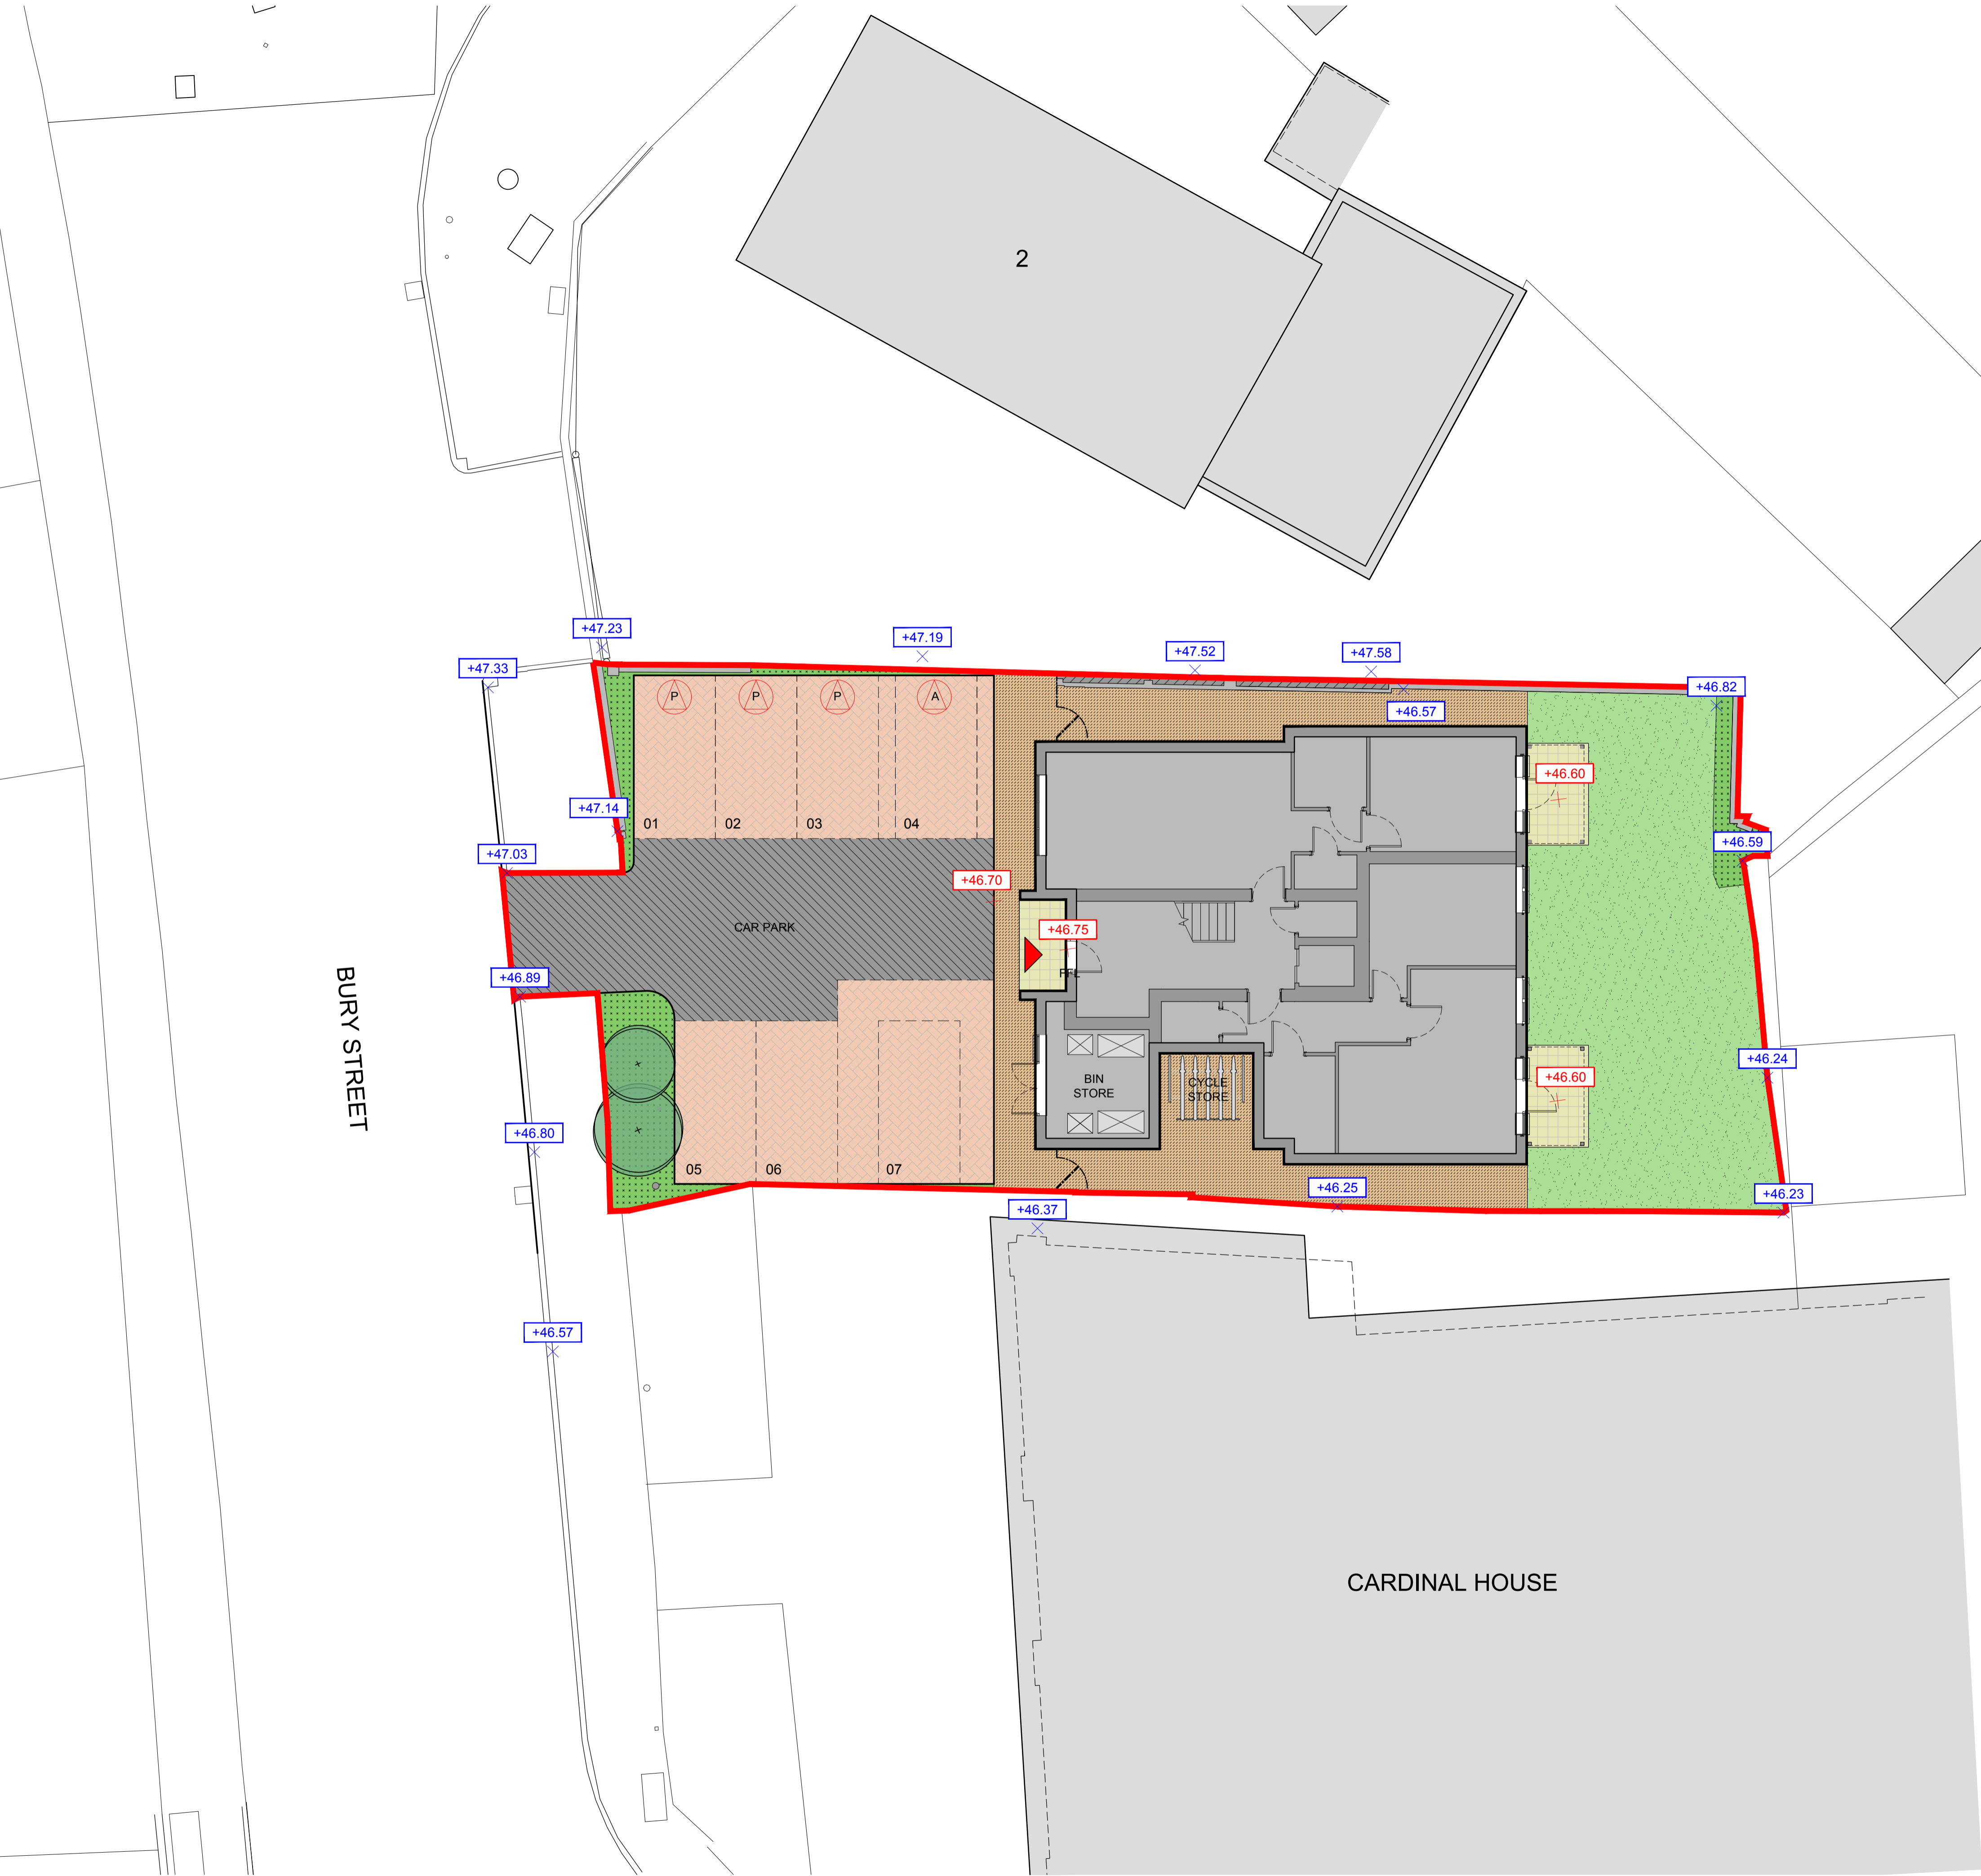 2
+47.23
+47.19
+47.52
+47.58
+47.33
+46.82
P
P
P
A
+46.57
+46.60
+47.14
01
02
03
04
+46.59
+47.03
+46.70
CAR PARK
+46.75
FFL
+46.89
BURY STREET
+46.24
+46.60
BIN
STORE
CYCLE
STORE
+46.80
05
06
07
+46.25
+46.23
+46.37
+46.57
CARDINAL HOUSE